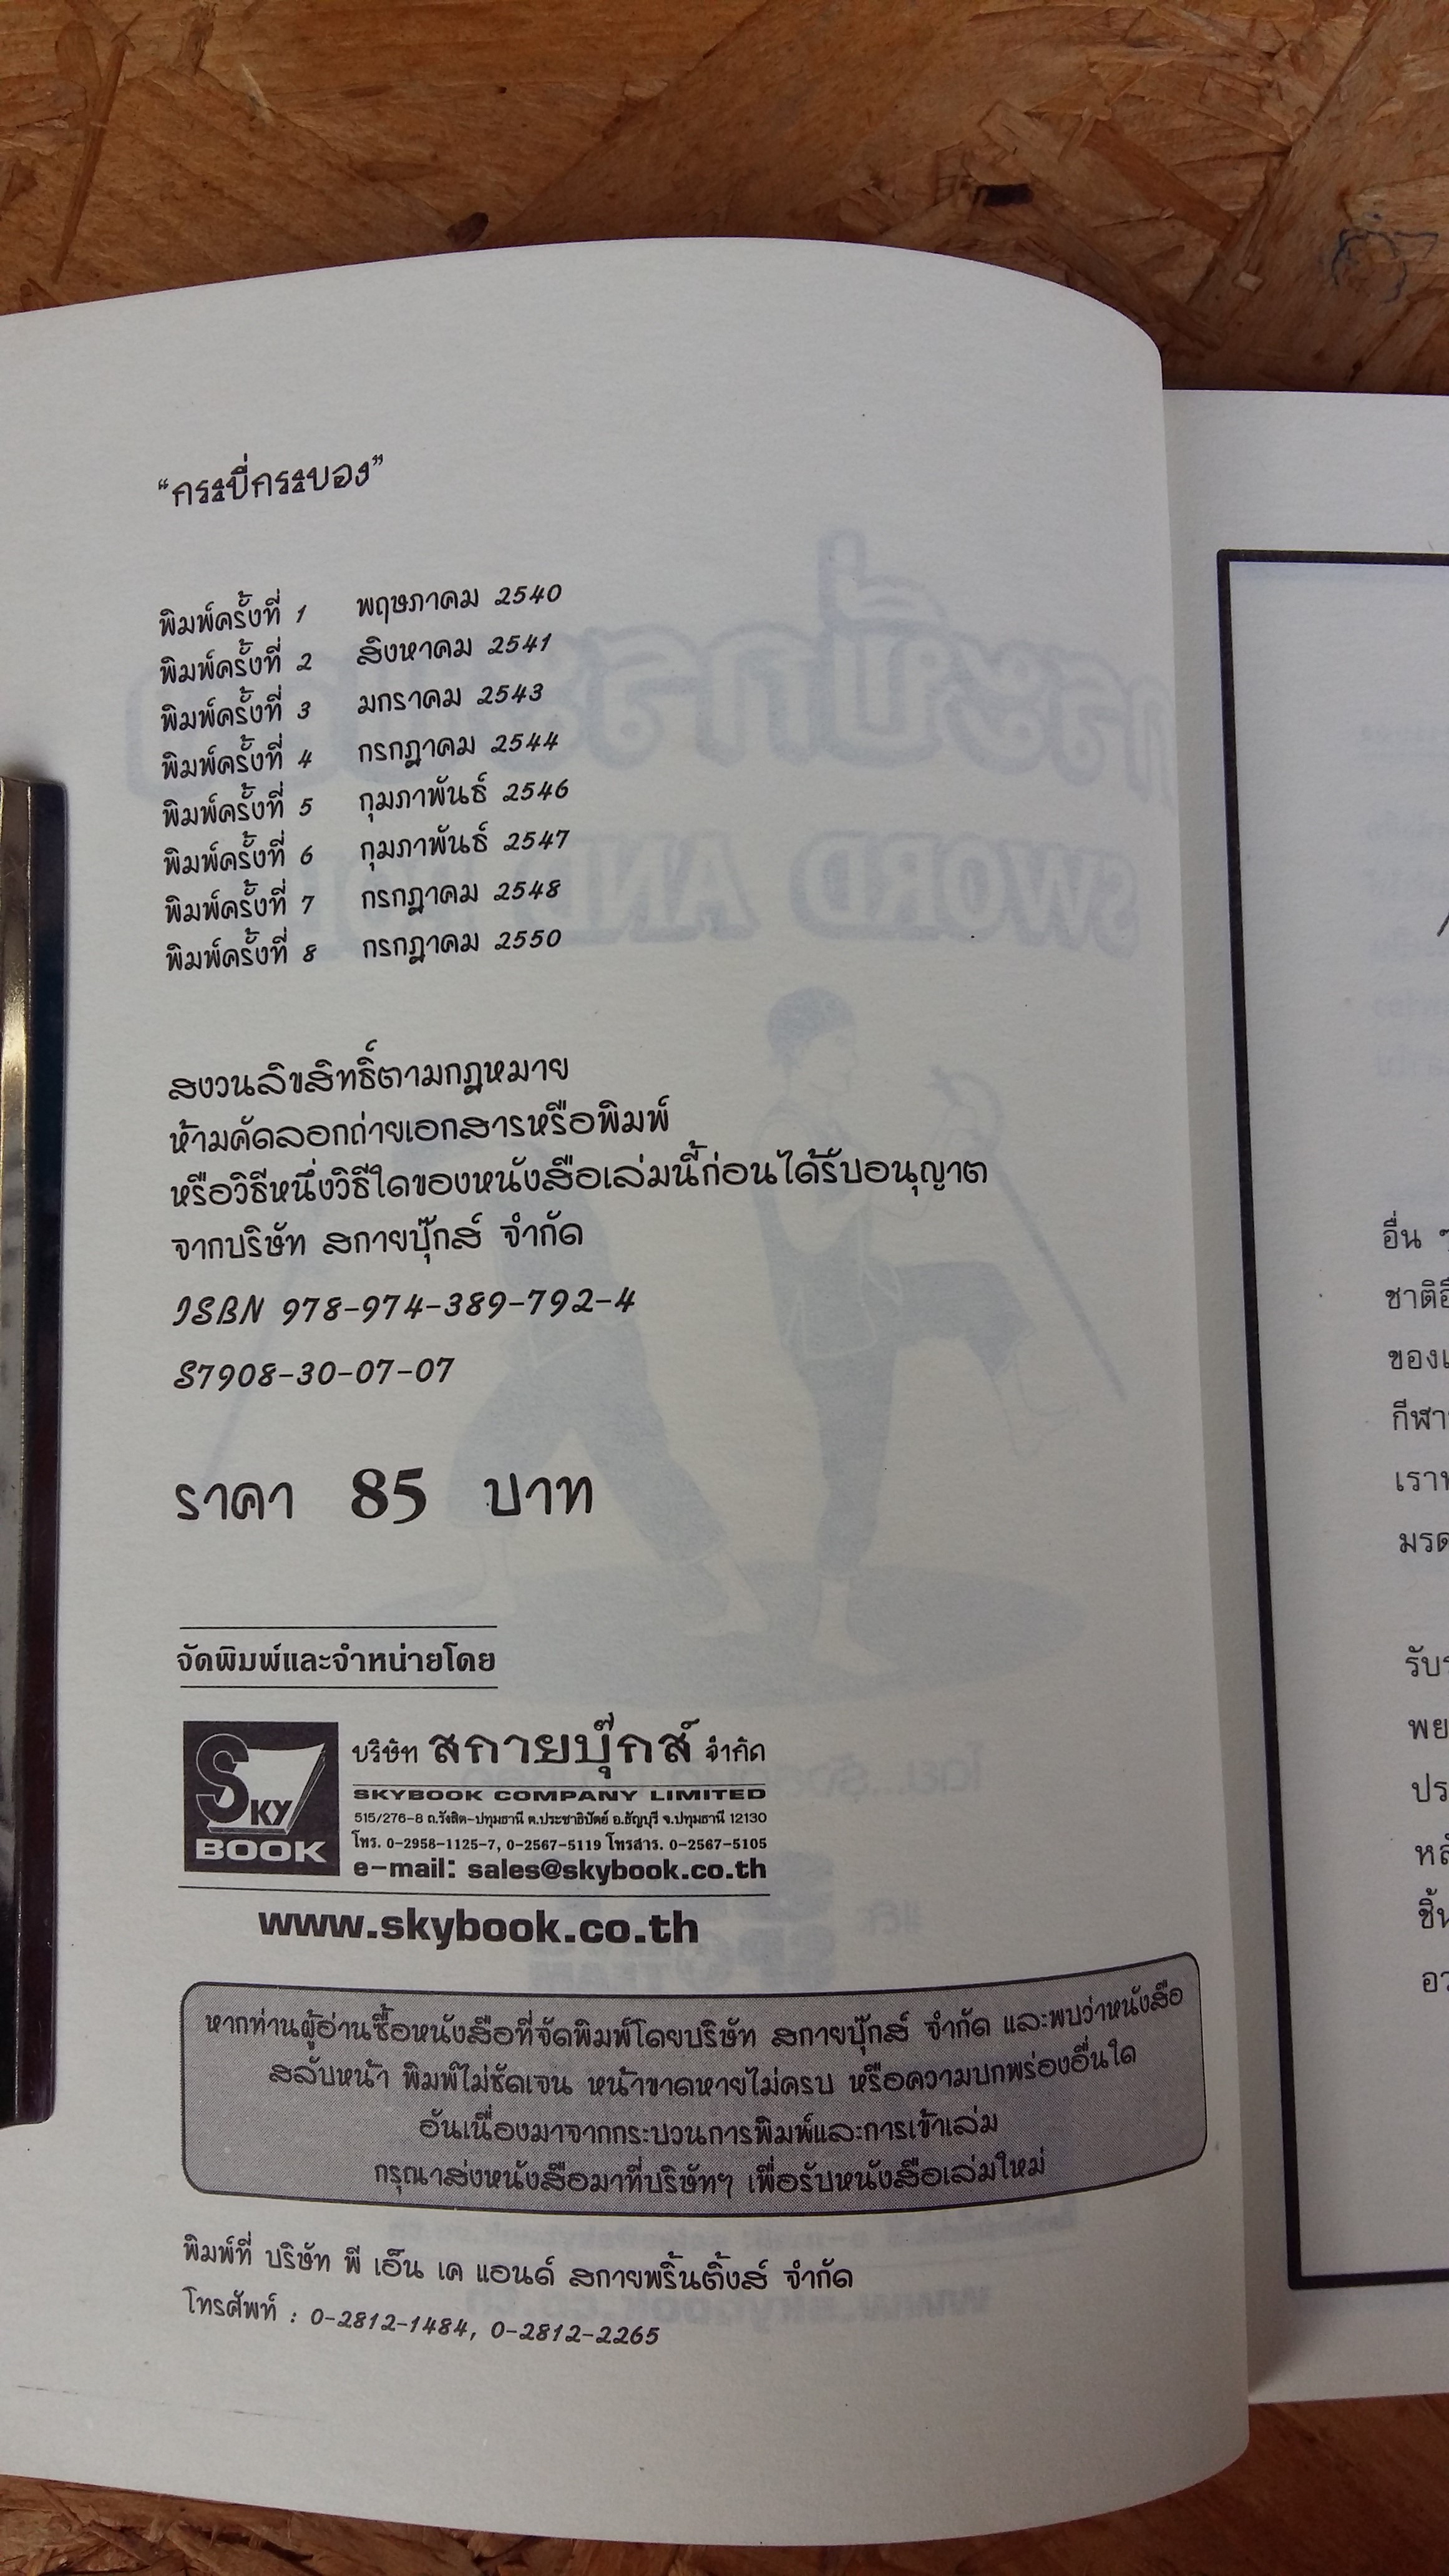 “กระบี่กระบอง”
พิมพ์ครั้งที่ 1 พฤษภาคม 2540
พิมพ์ครั้งที่ 2 สิงหาคม 2541
พิมพ์ครั้งที่ 3 มกราคม 2543
พิมพ์ครั้งที่ 4 กรกฎาคม 2544
พิมพ์ครั้งที่ 5 กุมภาพันธ์ 2546
พิมพ์ครั้งที่ 6 กุมภาพันธ์ 2547
พิมพ์ครั้งที่ 7 กรกฎาคม 2548
พิมพ์ครั้งที่ 8 กรกฎาคม 2550
สงวนลิขสิทธิ์ตามกฎหมาย
ห้ามคัดลอกถ่ายเอกสารหรือพิมพ์
หรือวิธีหนึ่งวิธีใดของหนังสือเล่มนี้ก่อนได้รับอนุญาต
จากบริษัท สกายบุ๊กส์ จำกัด
ISBN 978-974-389-792-4
S7908-30-07-07
ราคา 85 บาท
จัดพิมพ์และจำหน่ายโดย
SKY BOOK
บริษัท สกายบุ๊กส์ จำกัด
SKYBOOK COMPANY LIMITED
515/276-8 ถ.รังสิต-ปทุมธานี ต.ประชาธิปัตย์ อ.ธัญบุรี จ.ปทุมธานี 12130
โทร. 0-2958-1125-7, 0-2567-5119 โทรสาร. 0-2567-5105
e-mail: sales@skybook.co.th
www.skybook.co.th
หากท่านผู้อ่านซื้อหนังสือที่จัดพิมพ์โดยบริษัท สกายบุ๊กส์ จำกัด และพบว่าหนังสือ
สลับหน้า พิมพ์ไม่ชัดเจน หน้าขาดหายไม่ครบ หรือความบกพร่องอื่นใด
อันเนื่องมาจากกระบวนการพิมพ์และการเข้าเล่ม
กรุณาส่งหนังสือมาที่บริษัทฯ เพื่อรับหนังสือเล่มใหม่
พิมพ์ที่ บริษัท พี เอ็น เค แอนด์ สกายพริ้นติ้งส์ จำกัด
โทรศัพท์ : 0-2812-1484, 0-2812-2265
อื่น